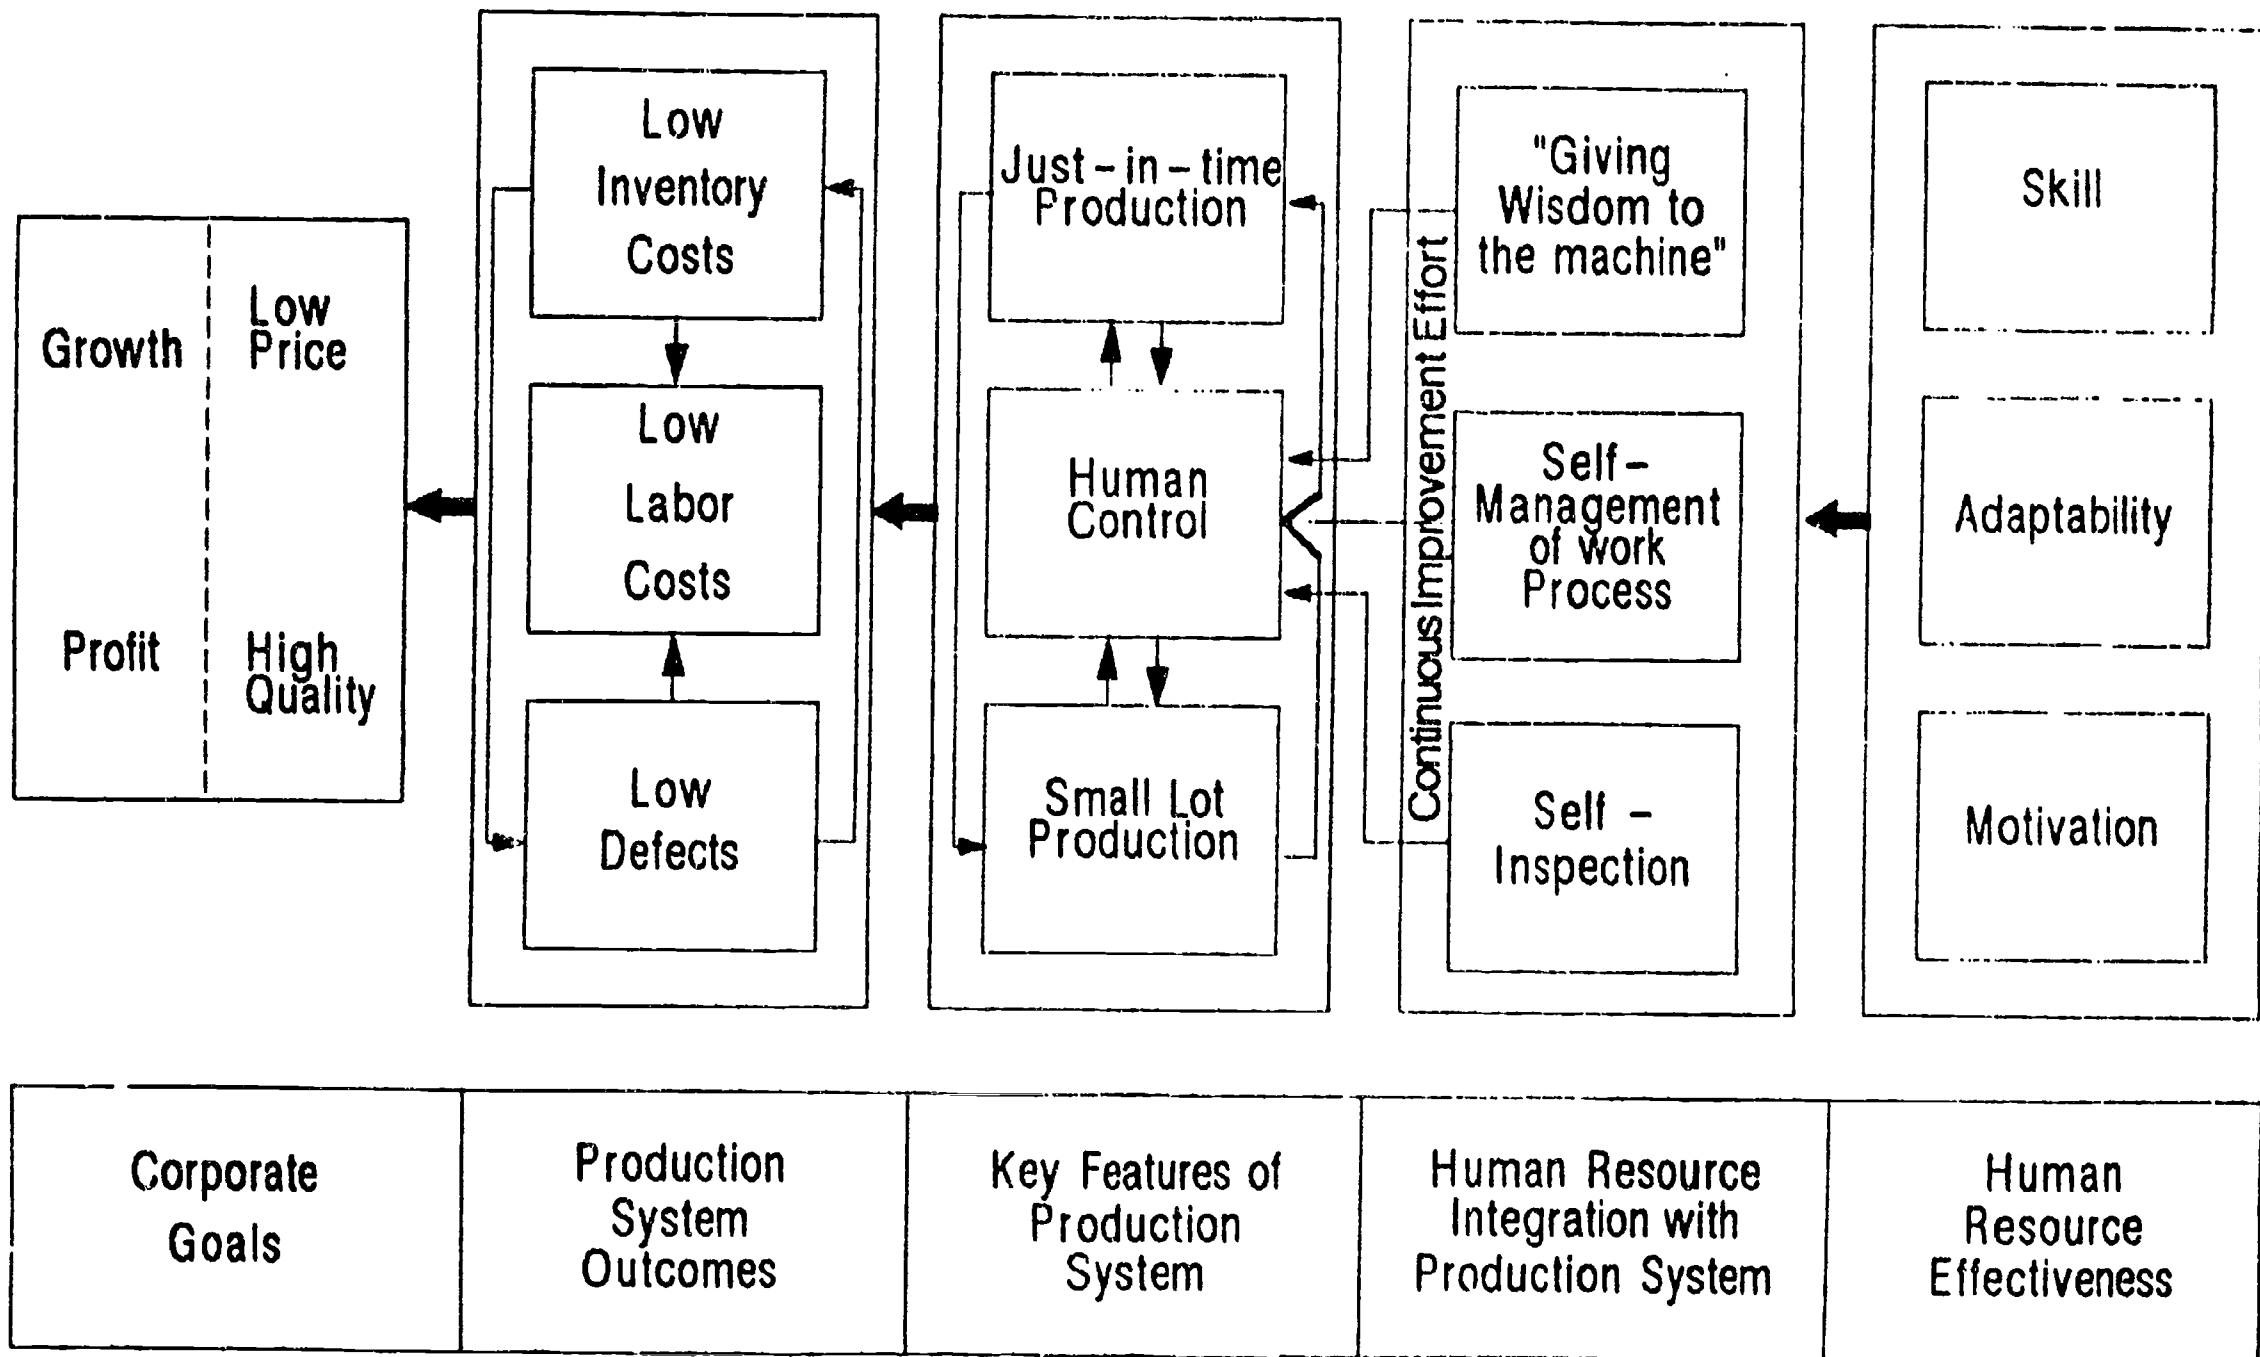 Growth
Profit
Low
Price
High
Quality
Low
Inventory
Costs
Low
Labor
Costs
Low
Defects
Just-in-time
Production
Human
Control
Small Lot
Production
Continuous Improvement Effort
"Giving
Wisdom to
the machine"
Self-
Management
of work
Process
Self -
Inspection
Skill
Adaptability
Motivation
Corporate
Goals
Production
System
Outcomes
Key Features of
Production
System
Human Resource
Integration with
Production System
Human
Resource
Effectiveness